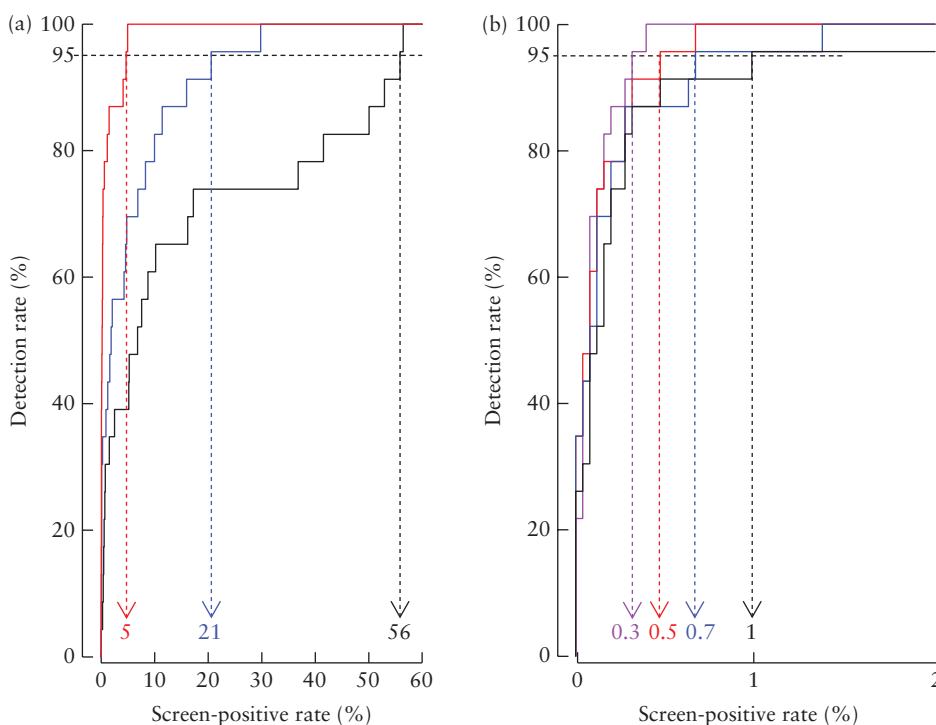 (a)
100
95
80
60
40
20
0
Detection rate (%)
5
21
56
0 10 20 30 40 50 60
Screen-positive rate (%)
(b)
100
95
80
60
40
20
0
Detection rate (%)
0.3
0.5
0.7
1
0 1 2
Screen-positive rate (%)